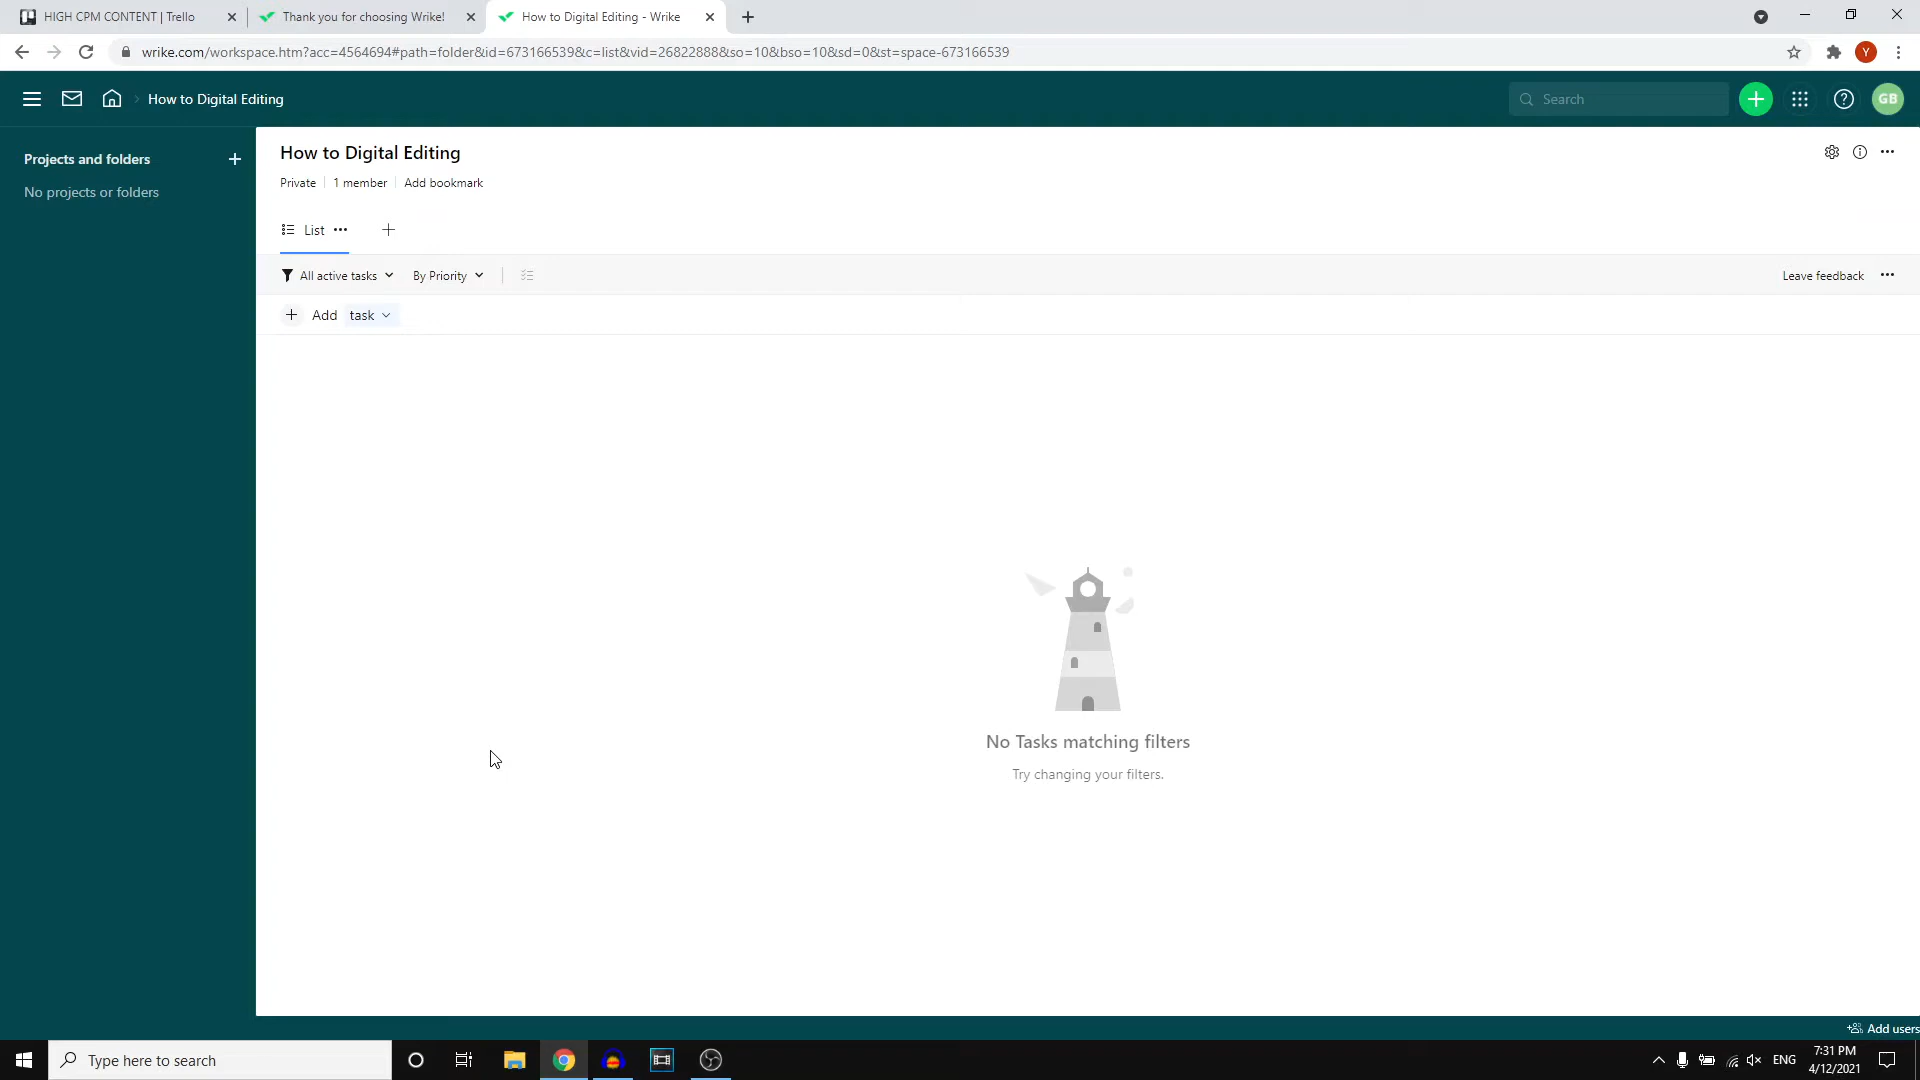 HIGH CPM CONTENT | Trello
Thank you for choosing Wrike!
How to Digital Editing - Wrike
wrike.com/workspace.htm?acc=4564694#path=folder&id=673166539&c=list&vid=26822888&so=10&bso=10&sd=0&st=space-673166539
Y
How to Digital Editing
Search
GB
Projects and folders
No projects or folders
How to Digital Editing
Private
1 member
Add bookmark
List
All active tasks
By Priority
Leave feedback
Add task
No Tasks matching filters
Try changing your filters.
Add users
Type here to search
ENG
7:31 PM
4/12/2021